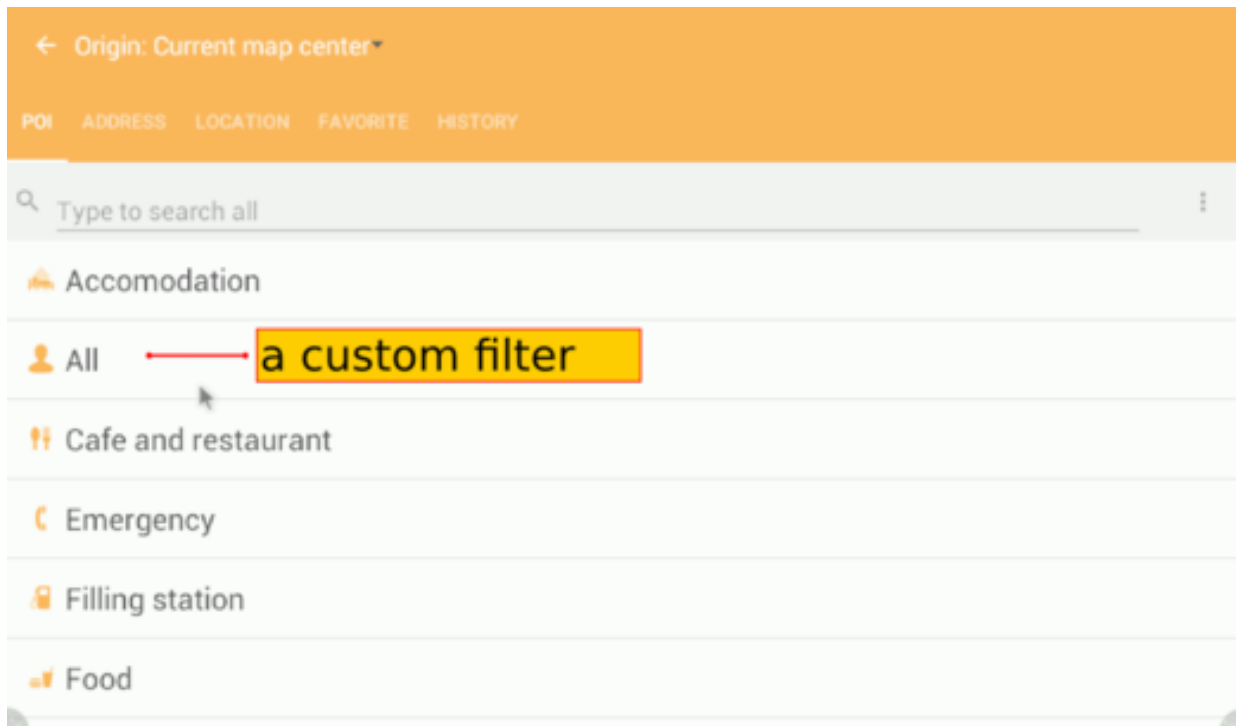 Origin: Current map center
POI ADDRESS LOCATION FAVORITE HISTORY
Type to search all
Accomodation
All a custom filter
Cafe and restaurant
Emergency
Filling station
Food